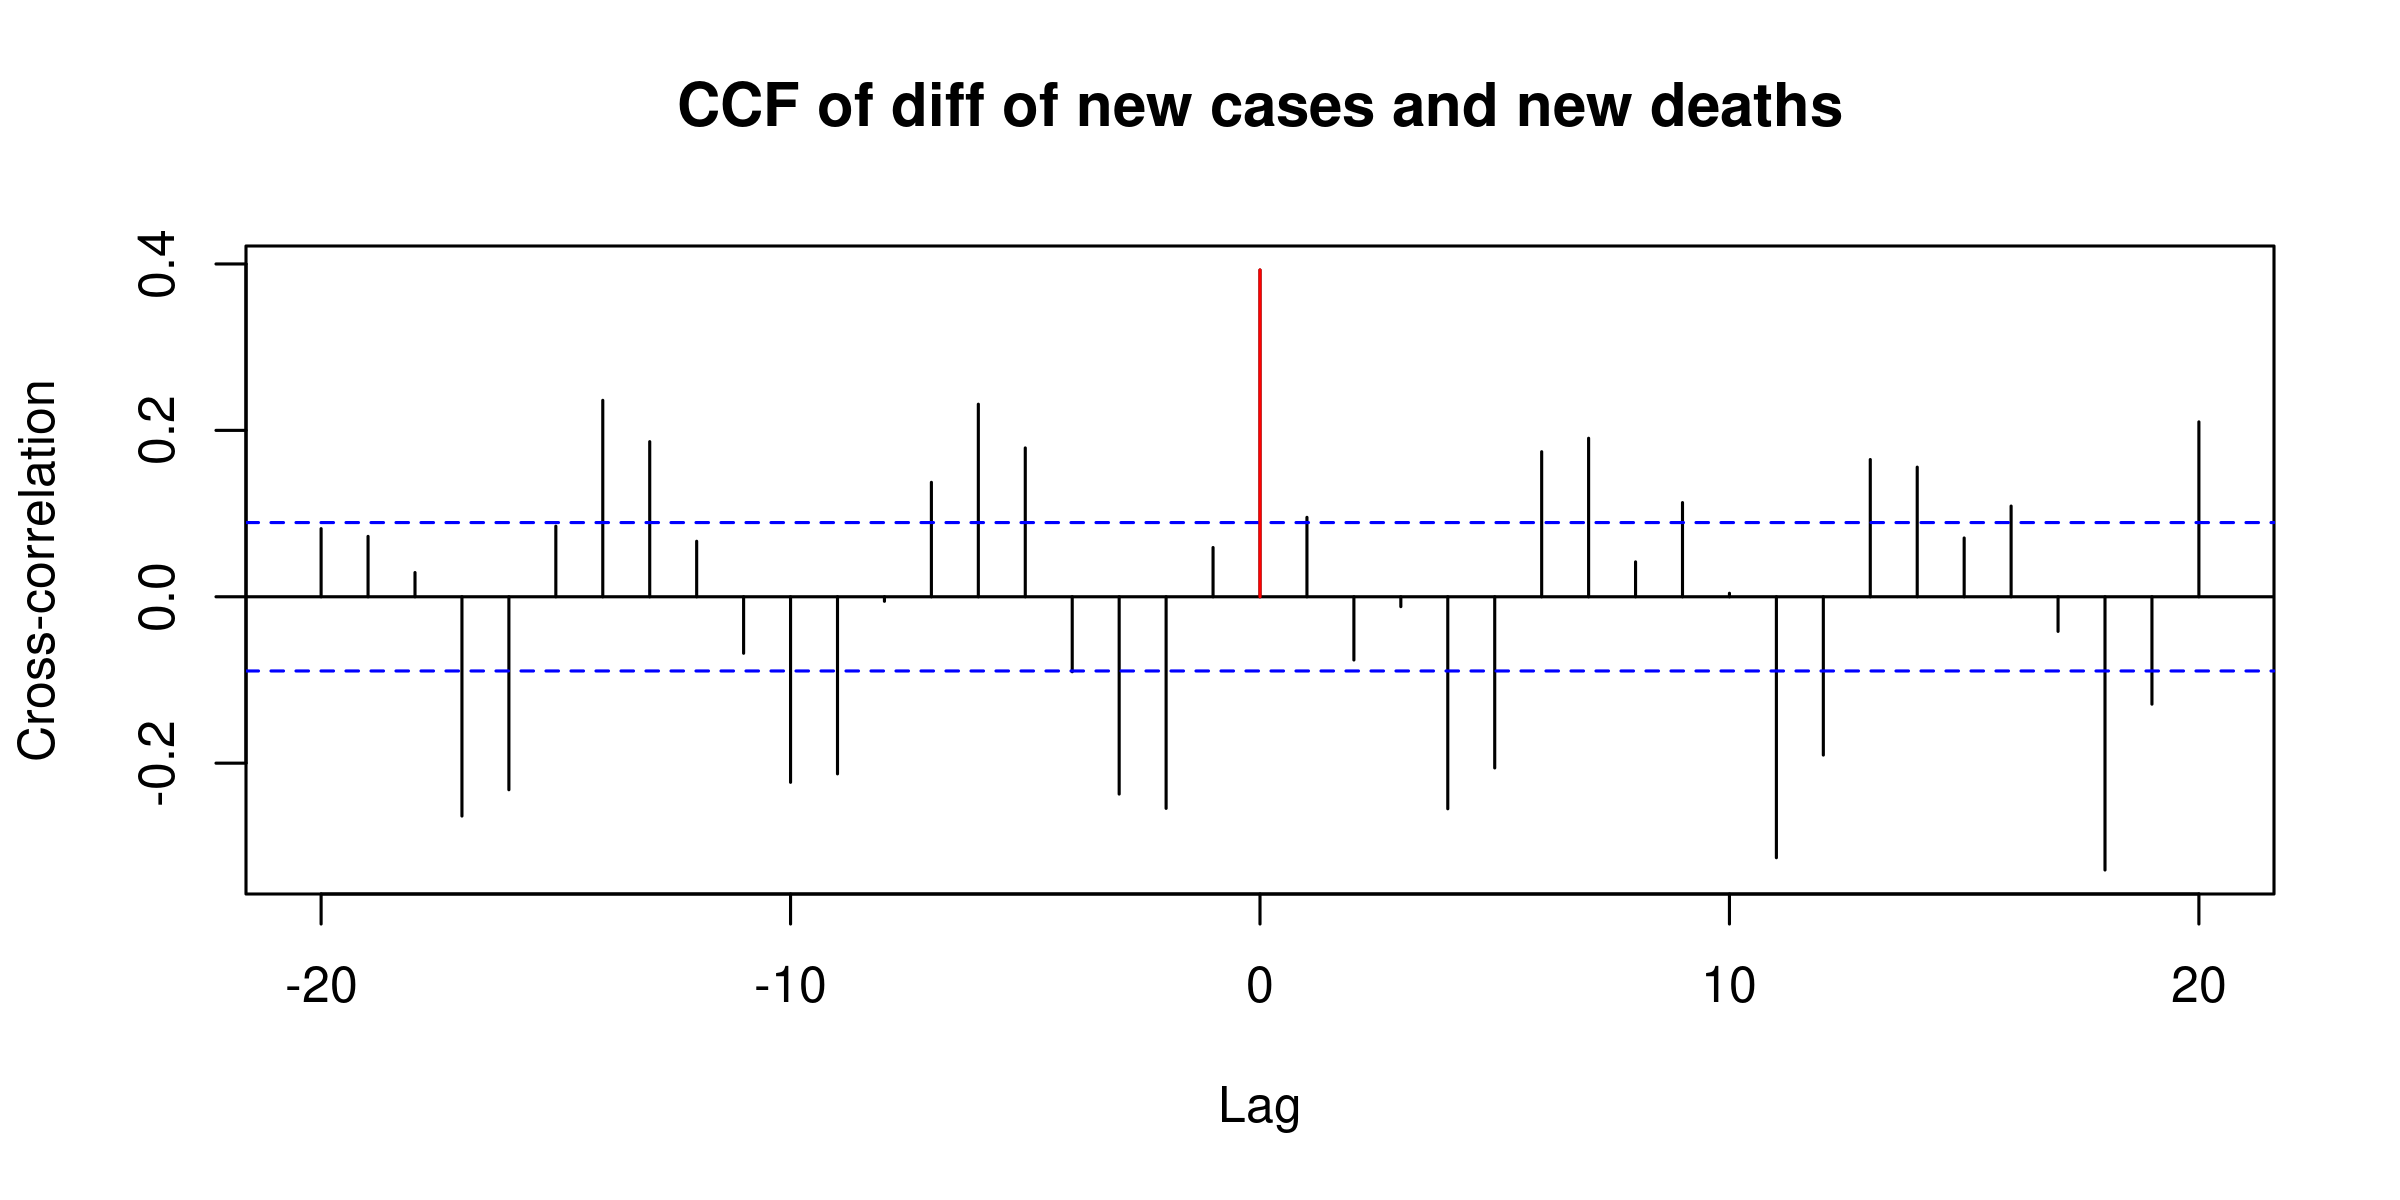 CCF of diff of new cases and new deaths
Cross-correlation
0.4
0.2
0.0
-0.2
-20 -10 0 10 20
Lag